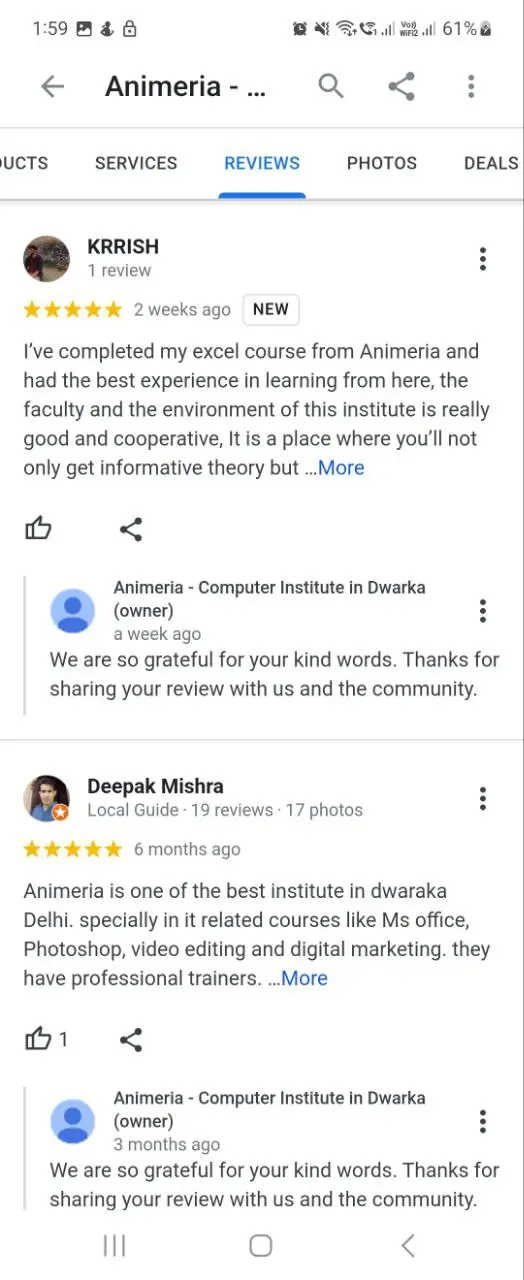 1:59 61%
Animeria - ...
UCTS SERVICES REVIEWS PHOTOS DEALS
KRRISH
1 review
2 weeks ago NEW
I’ve completed my excel course from Animeria and
had the best experience in learning from here, the
faculty and the environment of this institute is really
good and cooperative, It is a place where you’ll not
only get informative theory but ...More
Animeria - Computer Institute in Dwarka
(owner)
a week ago
We are so grateful for your kind words. Thanks for
sharing your review with us and the community.
Deepak Mishra
Local Guide · 19 reviews · 17 photos
6 months ago
Animeria is one of the best institute in dwaraka
Delhi. specially in it related courses like Ms office,
Photoshop, video editing and digital marketing. they
have professional trainers. ...More
1
Animeria - Computer Institute in Dwarka
(owner)
3 months ago
We are so grateful for your kind words. Thanks for
sharing your review with us and the community.